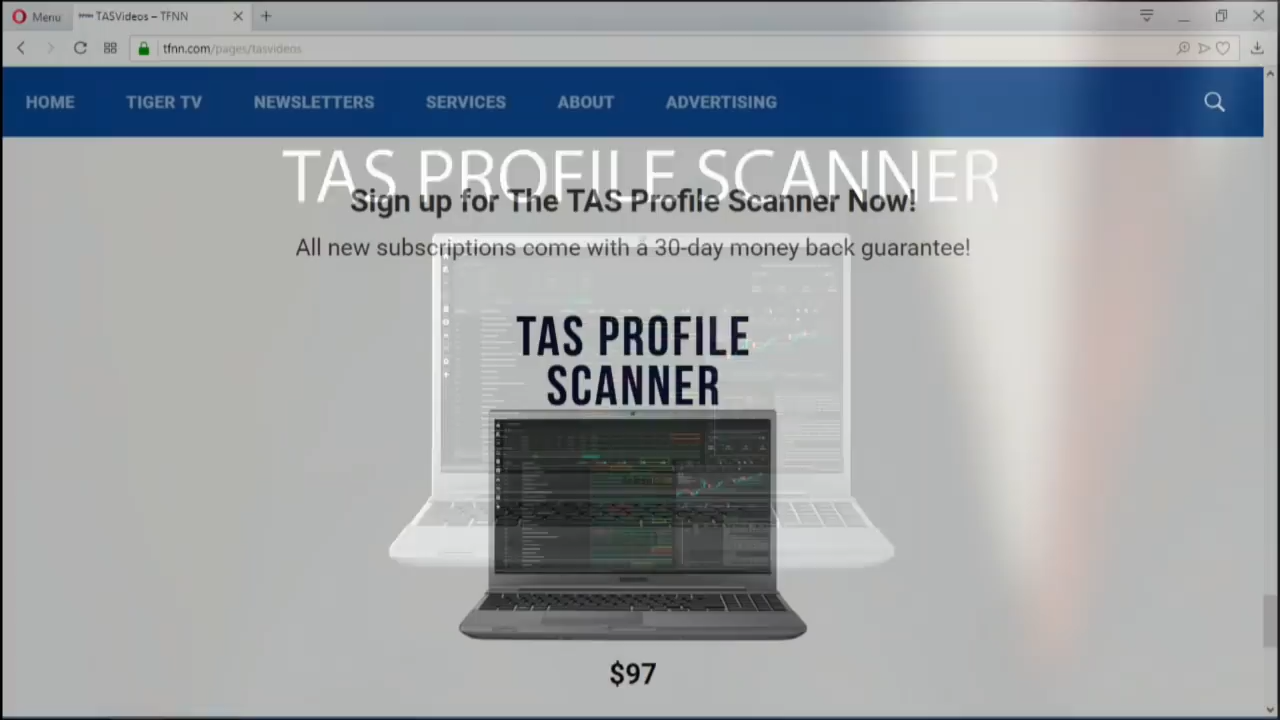 Menu
TASVideos – TFNN
tfnn.com/pages/tasvideos
HOME TIGER TV NEWSLETTERS SERVICES ABOUT ADVERTISING
TAS PROFILE SCANNER
Sign up for The TAS Profile Scanner Now!
All new subscriptions come with a 30-day money back guarantee!
TAS PROFILE
SCANNER
$97